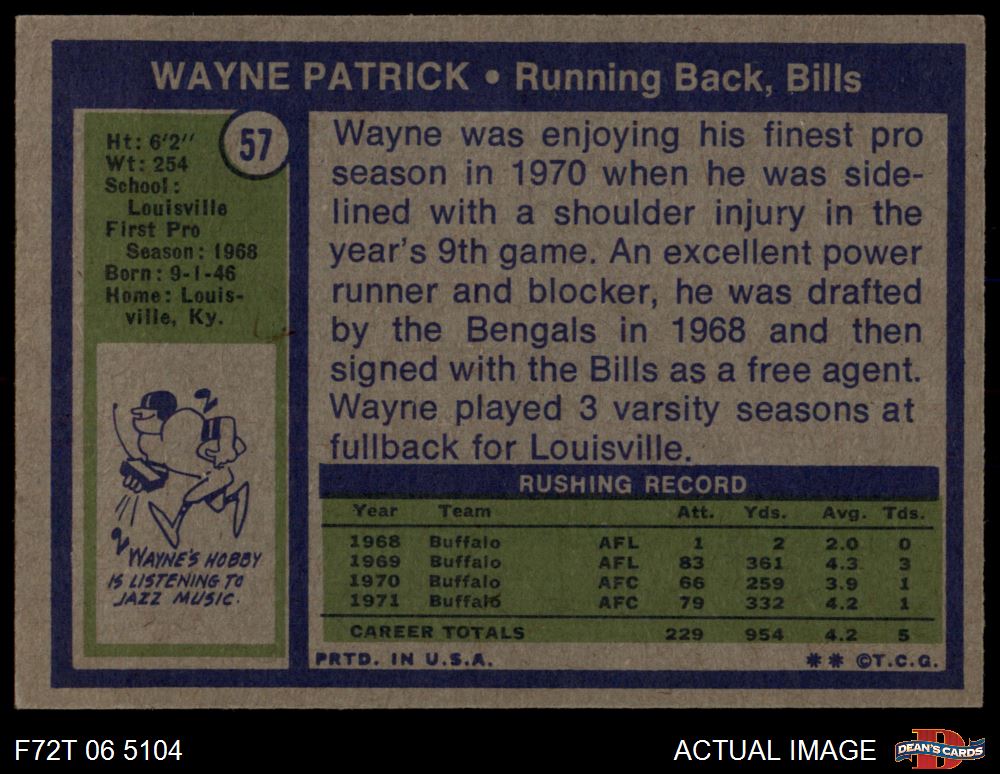 WAYNE PATRICK • Running Back, Bills
57
Ht: 6'2"
Wt: 254
School:
Louisville
First Pro
Season: 1968
Born: 9-1-46
Home: Louis-
ville, Ky.
WAYNE'S HOBBY
IS LISTENING TO
JAZZ MUSIC.
Wayne was enjoying his finest pro
season in 1970 when he was side-
lined with a shoulder injury in the
year's 9th game. An excellent power
runner and blocker, he was drafted
by the Bengals in 1968 and then
signed with the Bills as a free agent.
Wayne played 3 varsity seasons at
fullback for Louisville.
RUSHING RECORD
Year Team Att. Yds. Avg. Tds.
1968 Buffalo AFL 1 2 2.0 0
1969 Buffalo AFL 83 361 4.3 3
1970 Buffalo AFC 66 259 3.9 1
1971 Buffalo AFC 79 332 4.2 1
CAREER TOTALS 229 954 4.2 5
PRTD. IN U.S.A. ** ©T.C.G.
F72T 06 5104 ACTUAL IMAGE
D
DEAN'S CARDS